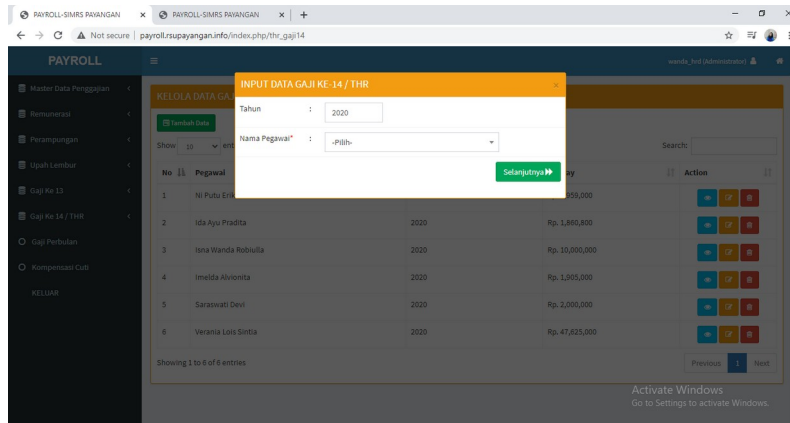 PAYROLL-SIMRS PAYANGAN
PAYROLL-SIMRS PAYANGAN
Not secure | payroll.rsupayangan.info/index.php/thr_gaji14
PAYROLL
wanda_hrd (Administrator)
Master Data Penggajian
Remunerasi
Perampungan
Upah Lembur
Gaji Ke 13
Gaji Ke 14 / THR
Gaji Perbulan
Kompensasi Cuti
KELUAR
KELOLA DATA GAJ
Tambah Data
INPUT DATA GAJI KE-14 / THR
Tahun : 2020
Nama Pegawai* : -Pilih-
Selanjutnya
Show 10 ent
Search:
No Pegawai ay Action
1 Ni Putu Erik 959,000
2 Ida Ayu Pradita 2020 Rp. 1,860,800
3 Isna Wanda Robiulla 2020 Rp. 10,000,000
4 Imelda Alvionita 2020 Rp. 1,905,000
5 Saraswati Devi 2020 Rp. 2,000,000
6 Verania Lois Sintia 2020 Rp. 47,625,000
Showing 1 to 6 of 6 entries
Previous 1 Next
Activate Windows
Go to Settings to activate Windows.